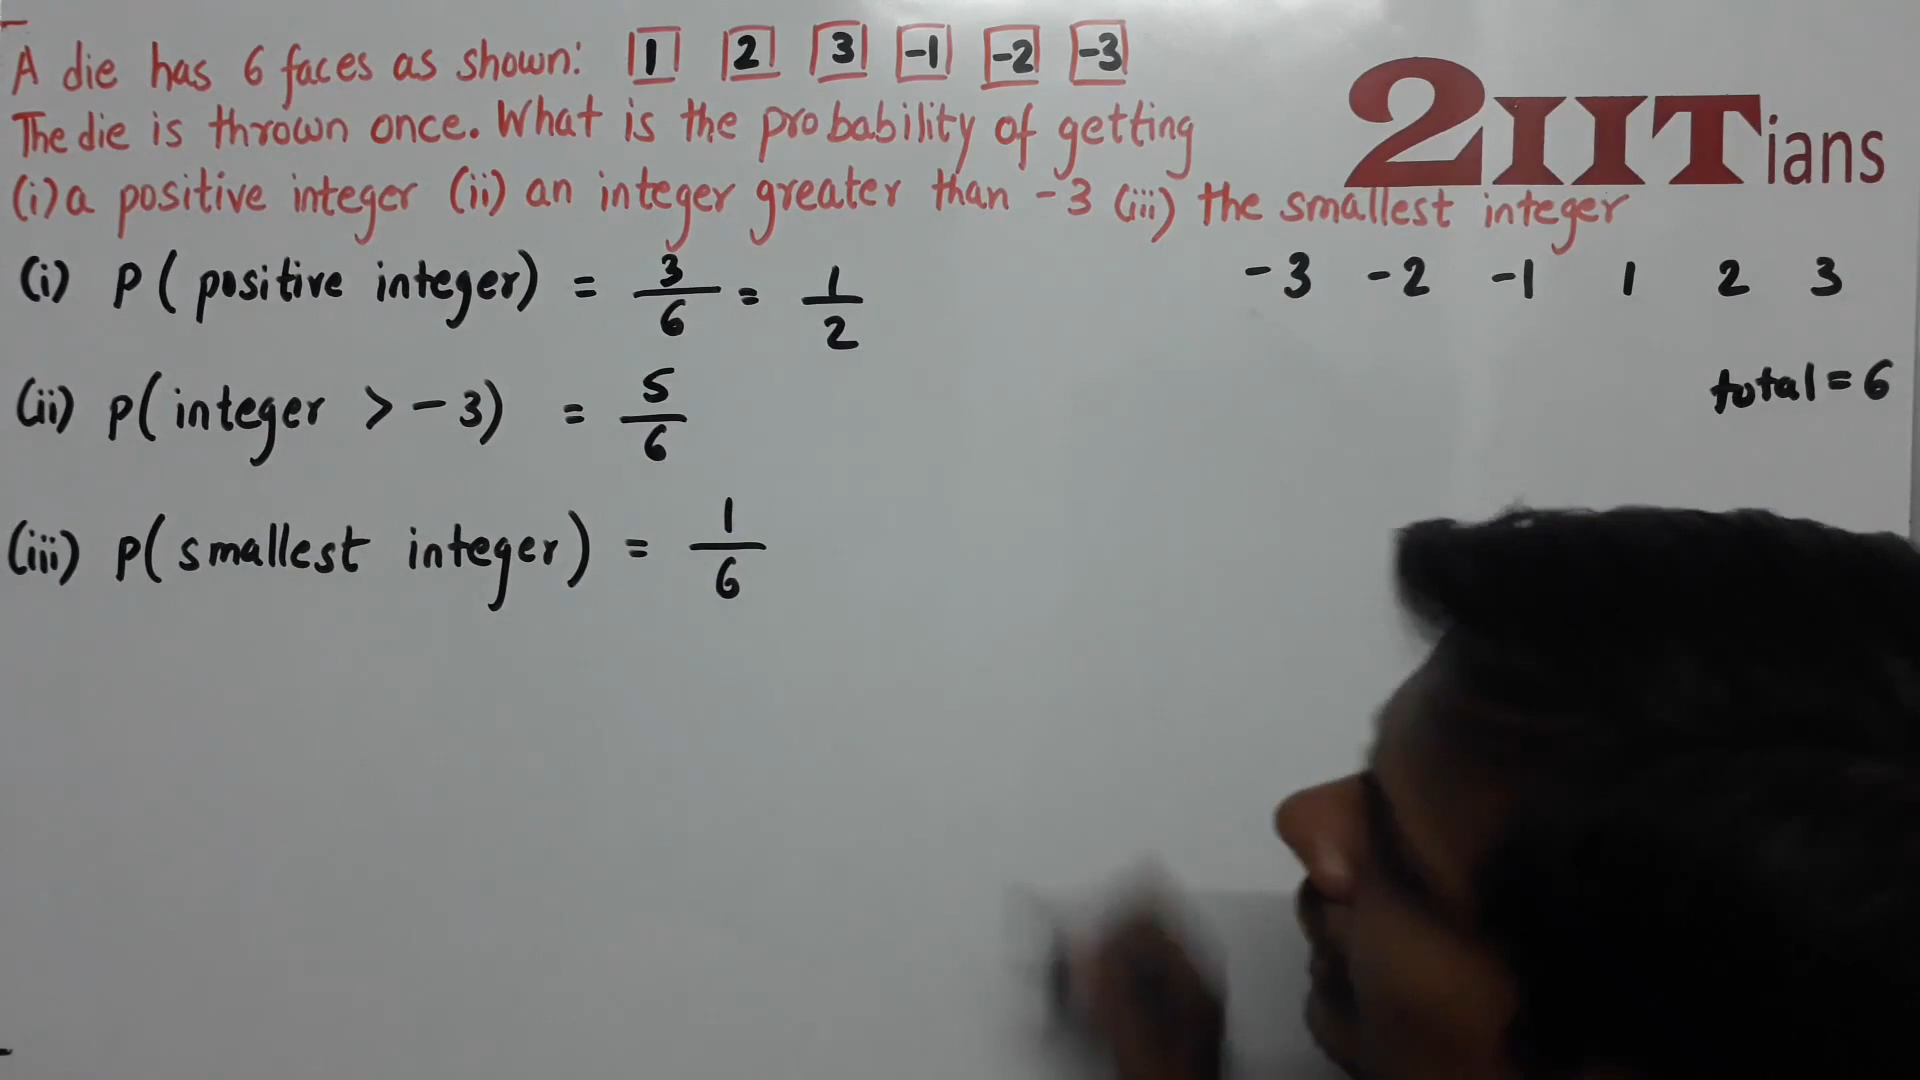 A die has 6 faces as shown: 1 2 3 -1 -2 -3
The die is thrown once. What is the probability of getting
(i) a positive integer (ii) an integer greater than -3 (iii) the smallest integer
2IITians
(i) P(positive integer) = 3/6 = 1/2
-3 -2 -1 1 2 3
(ii) P(integer > -3) = 5/6
total = 6
(iii) P(smallest integer) = 1/6